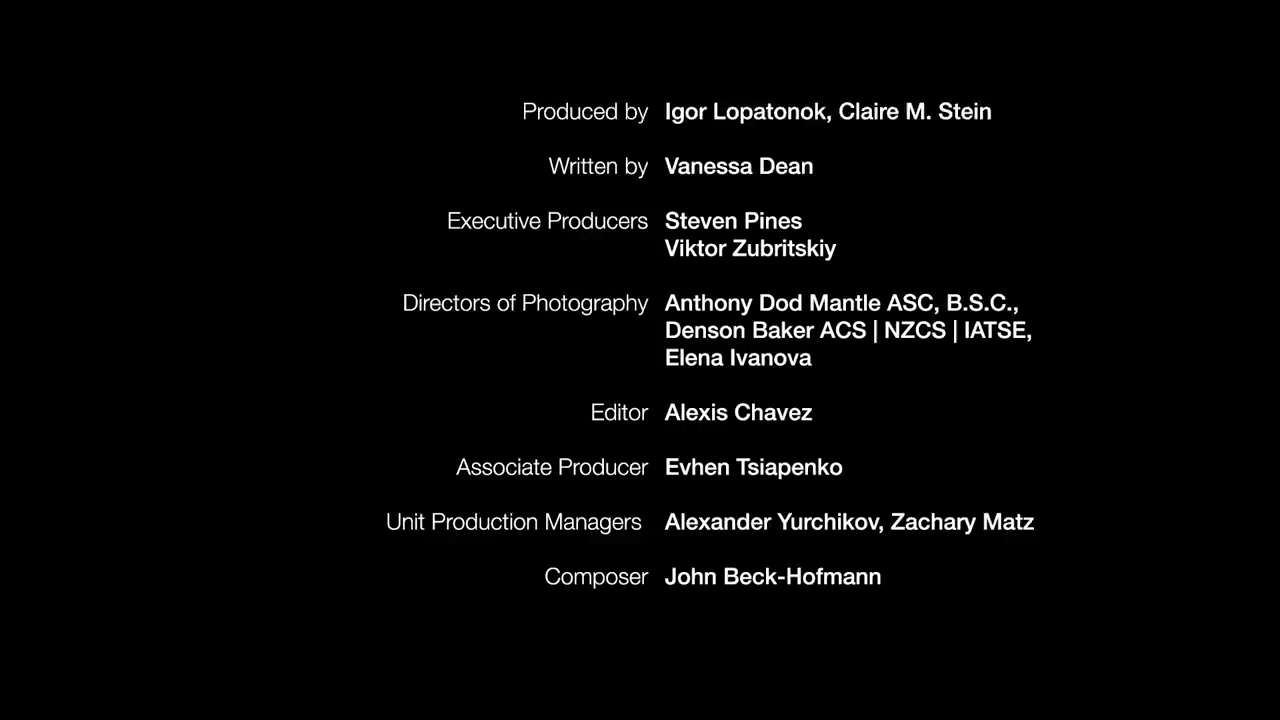 Produced by Igor Lopatonok, Claire M. Stein
Written by Vanessa Dean
Executive Producers Steven Pines
Viktor Zubritskiy
Directors of Photography Anthony Dod Mantle ASC, B.S.C.,
Denson Baker ACS | NZCS | IATSE,
Elena Ivanova
Editor Alexis Chavez
Associate Producer Evhen Tsiapenko
Unit Production Managers Alexander Yurchikov, Zachary Matz
Composer John Beck-Hofmann